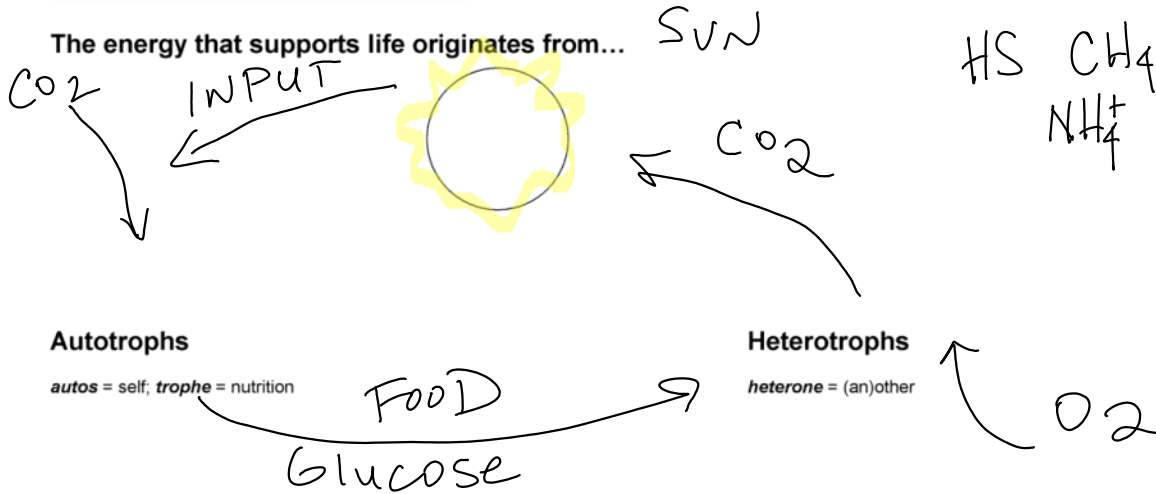 The energy that supports life originates from... SUN
HS CH4
NH4+
CO2
INPUT
CO2
Autotrophs
autos = self; trophe = nutrition
Heterotrophs
heterone = (an)other
FOOD
Glucose
O2